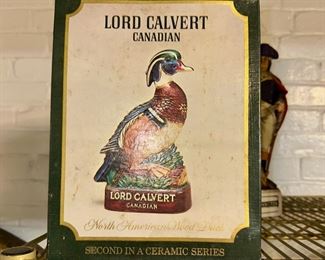 LORD CALVERT
CANADIAN
LORD CALVERT
CANADIAN
North American Wood Duck
SECOND IN A CERAMIC SERIES